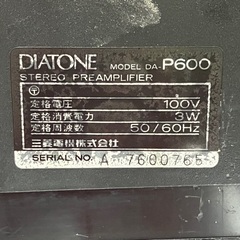 DIATONE MODEL DA-P600
STEREO PREAMPLIFIER
〒
定格電圧 100V
定格消費電力 3W
定格周波数 50/60Hz
三菱電機株式会社
SERIAL NO. A 7600765